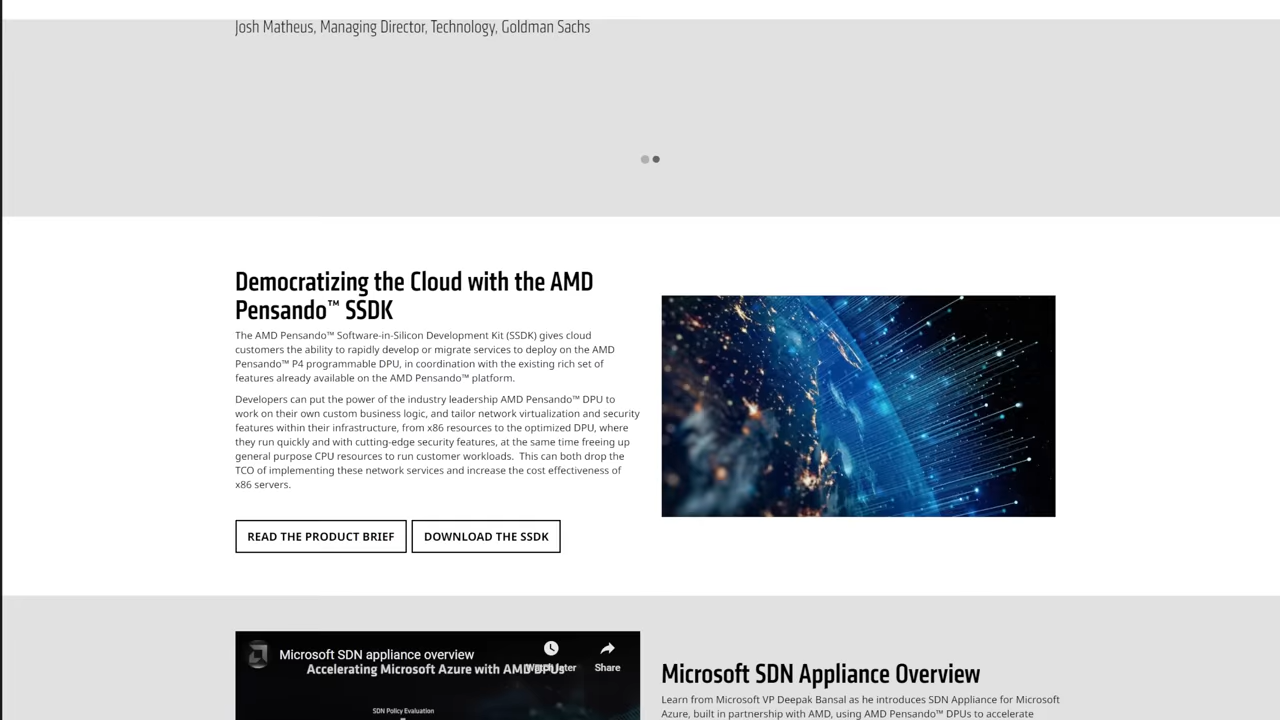 Josh Matheus, Managing Director, Technology, Goldman Sachs
Democratizing the Cloud with the AMD
Pensando™ SSDK
The AMD Pensando™ Software-in-Silicon Development Kit (SSDK) gives cloud
customers the ability to rapidly develop or migrate services to deploy on the AMD
Pensando™ P4 programmable DPU, in coordination with the existing rich set of
features already available on the AMD Pensando™ platform.
Developers can put the power of the industry leadership AMD Pensando™ DPU to
work on their own custom business logic, and tailor network virtualization and security
features within their infrastructure, from x86 resources to the optimized DPU, where
they run quickly and with cutting-edge security features, at the same time freeing up
general purpose CPU resources to run customer workloads.  This can both drop the
TCO of implementing these network services and increase the cost effectiveness of
x86 servers.
READ THE PRODUCT BRIEF
DOWNLOAD THE SSDK
Microsoft SDN appliance overview
Watch later
Share
Accelerating Microsoft Azure with AMD DPUs
SDN Policy Evaluation
Microsoft SDN Appliance Overview
Learn from Microsoft VP Deepak Bansal as he introduces SDN Appliance for Microsoft
Azure, built in partnership with AMD, using AMD Pensando™ DPUs to accelerate